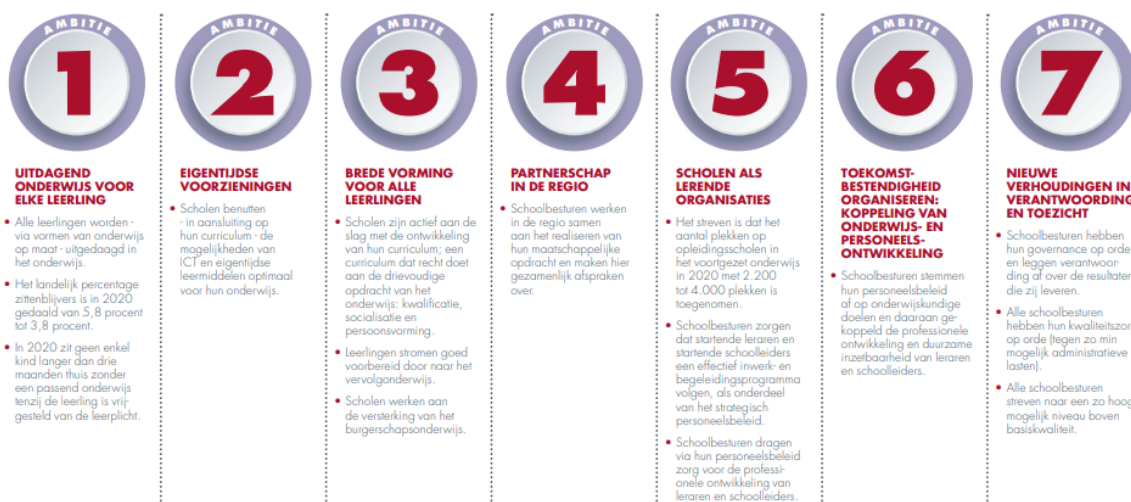 AMBITIE
1
UITDAGEND
ONDERWIJS VOOR
ELKE LEERLING
• Alle leerlingen worden -
via vormen van onderwijs
op maat - uitgedaagd in
het onderwijs.
• Het landelijk percentage
zittenblijvers is in 2020
gedaald van 5,8 procent
tot 3,8 procent.
• In 2020 zit geen enkel
kind langer dan drie
maanden thuis zonder
een passend onderwijs
tenzij de leerling is vrij-
gesteld van de leerplicht.
AMBITIE
2
EIGENTIJDSE
VOORZIENINGEN
• Scholen benutten
- in aansluiting op
hun curriculum - de
mogelijkheden van
ICT en eigentijdse
leermiddelen optimaal
voor hun onderwijs.
AMBITIE
3
BREDE VORMING
VOOR ALLE
LEERLINGEN
• Scholen zijn actief aan de
slag met de ontwikkeling
van hun curriculum; een
curriculum dat recht doet
aan de drievoudige
opdracht van het
onderwijs: kwalificatie,
socialisatie en
persoonsvorming.
• Leerlingen stromen goed
voorbereid door naar het
vervolgonderwijs.
• Scholen werken aan
de versterking van het
burgerschapsonderwijs.
AMBITIE
4
PARTNERSCHAP
IN DE REGIO
• Schoolbesturen werken
in de regio samen
aan het realiseren van
hun maatschappelijke
opdracht en maken hier
gezamenlijk afspraken
over.
AMBITIE
5
SCHOLEN ALS
LERENDE
ORGANISATIES
• Het streven is dat het
aantal plekken op
opleidingsscholen in
het voortgezet onderwijs
in 2020 met 2.200
tot 4.000 plekken is
toegenomen.
• Schoolbesturen zorgen
dat startende leraren en
startende schoolleiders
een effectief inwerk- en
begeleidingsprogramma
volgen, als onderdeel
van het strategisch
personeelsbeleid.
• Schoolbesturen dragen
via hun personeelsbeleid
zorg voor de professi-
onele ontwikkeling van
leraren en schoolleiders.
AMBITIE
6
TOEKOMST-
BESTENDIGHEID
ORGANISEREN:
KOPPELING VAN
ONDERWIJS- EN
PERSONEELS-
ONTWIKKELING
• Schoolbesturen stemmen
hun personeelsbeleid
af op onderwijskundige
doelen en daaraan ge-
koppeld de professionele
ontwikkeling en duurzame
inzetbaarheid van leraren
en schoolleiders.
AMBITIE
7
NIEUWE
VERHOUDINGEN IN
VERANTWOORDING
EN TOEZICHT
• Schoolbesturen hebben
hun governance op orde
en leggen verantwoor-
ding af over de resultaten
die zij leveren.
• Alle schoolbesturen
hebben hun kwaliteitszor
op orde (tegen zo min
mogelijk administratieve
lasten).
• Alle schoolbesturen
streven naar een zo hoog
mogelijk niveau boven
basiskwaliteit.